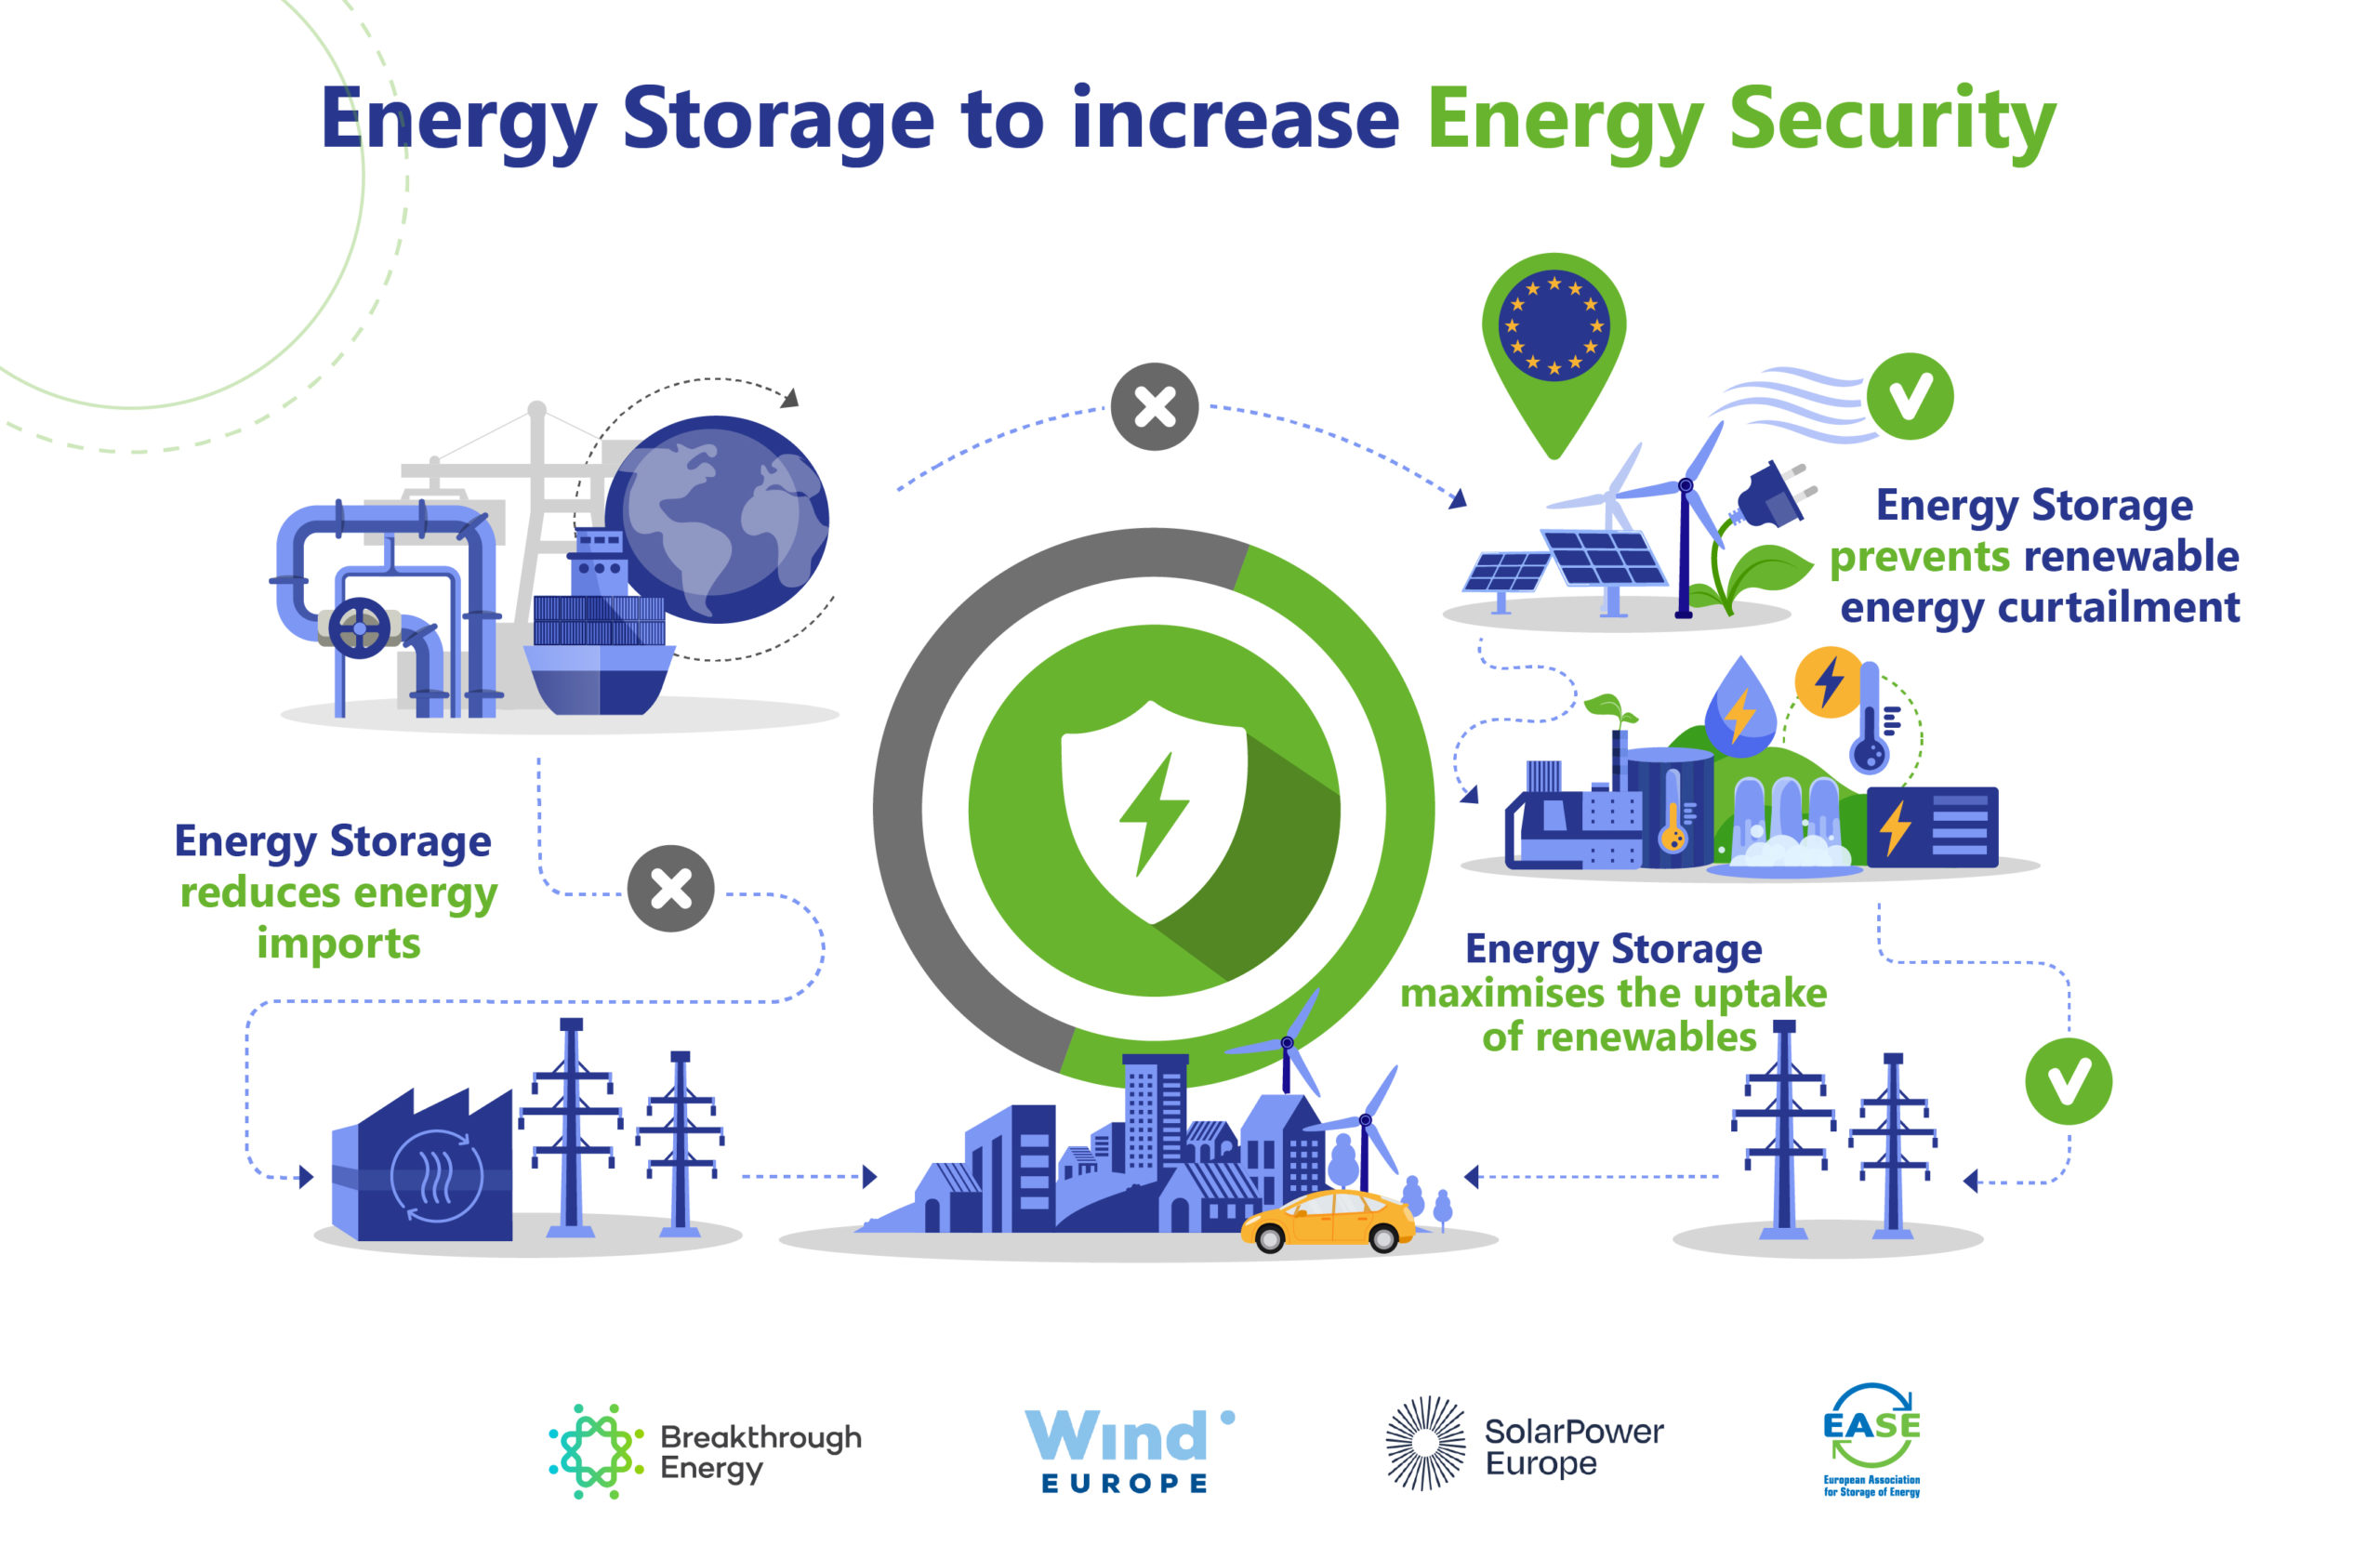 Energy Storage to increase Energy Security
Energy Storage
prevents renewable
energy curtailment
Energy Storage
reduces energy
imports
Energy Storage
maximises the uptake
of renewables
Breakthrough
Energy
Wind
EUROPE
SolarPower
Europe
EASE
European Association
for Storage of Energy